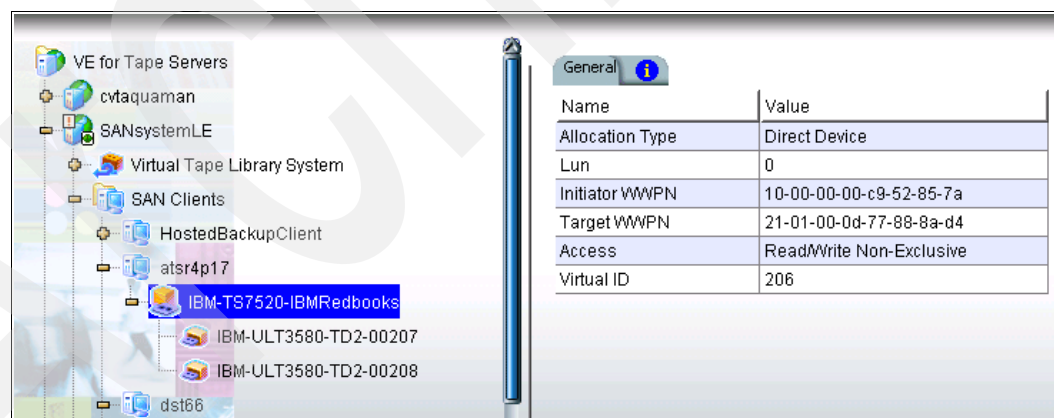 VE for Tape Servers
cvtaquaman
SANsystemLE
Virtual Tape Library System
SAN Clients
HostedBackupClient
atsr4p17
IBM-TS7520-IBMRedbooks
IBM-ULT3580-TD2-00207
IBM-ULT3580-TD2-00208
dst66
General
Name Value
Allocation Type Direct Device
Lun 0
Initiator WWPN 10-00-00-00-c9-52-85-7a
Target WWPN 21-01-00-0d-77-88-8a-d4
Access Read/Write Non-Exclusive
Virtual ID 206